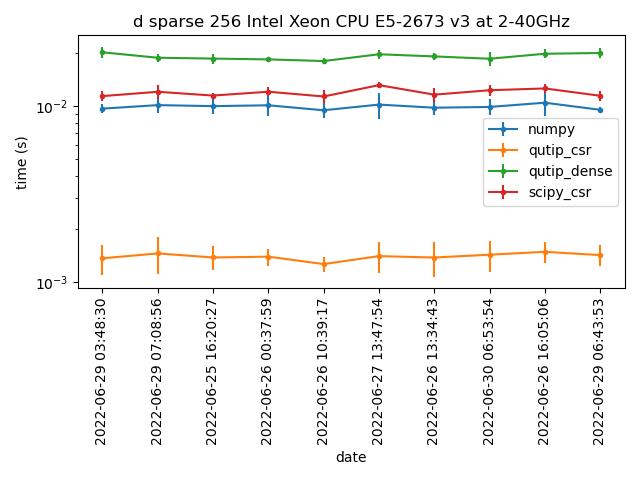 d sparse 256 Intel Xeon CPU E5-2673 v3 at 2-40GHz
time (s)
10⁻²
10⁻³
numpy
qutip_csr
qutip_dense
scipy_csr
2022-06-29 03:48:30
2022-06-29 07:08:56
2022-06-25 16:20:27
2022-06-26 00:37:59
2022-06-26 10:39:17
2022-06-27 13:47:54
2022-06-26 13:34:43
2022-06-30 06:53:54
2022-06-26 16:05:06
2022-06-29 06:43:53
date